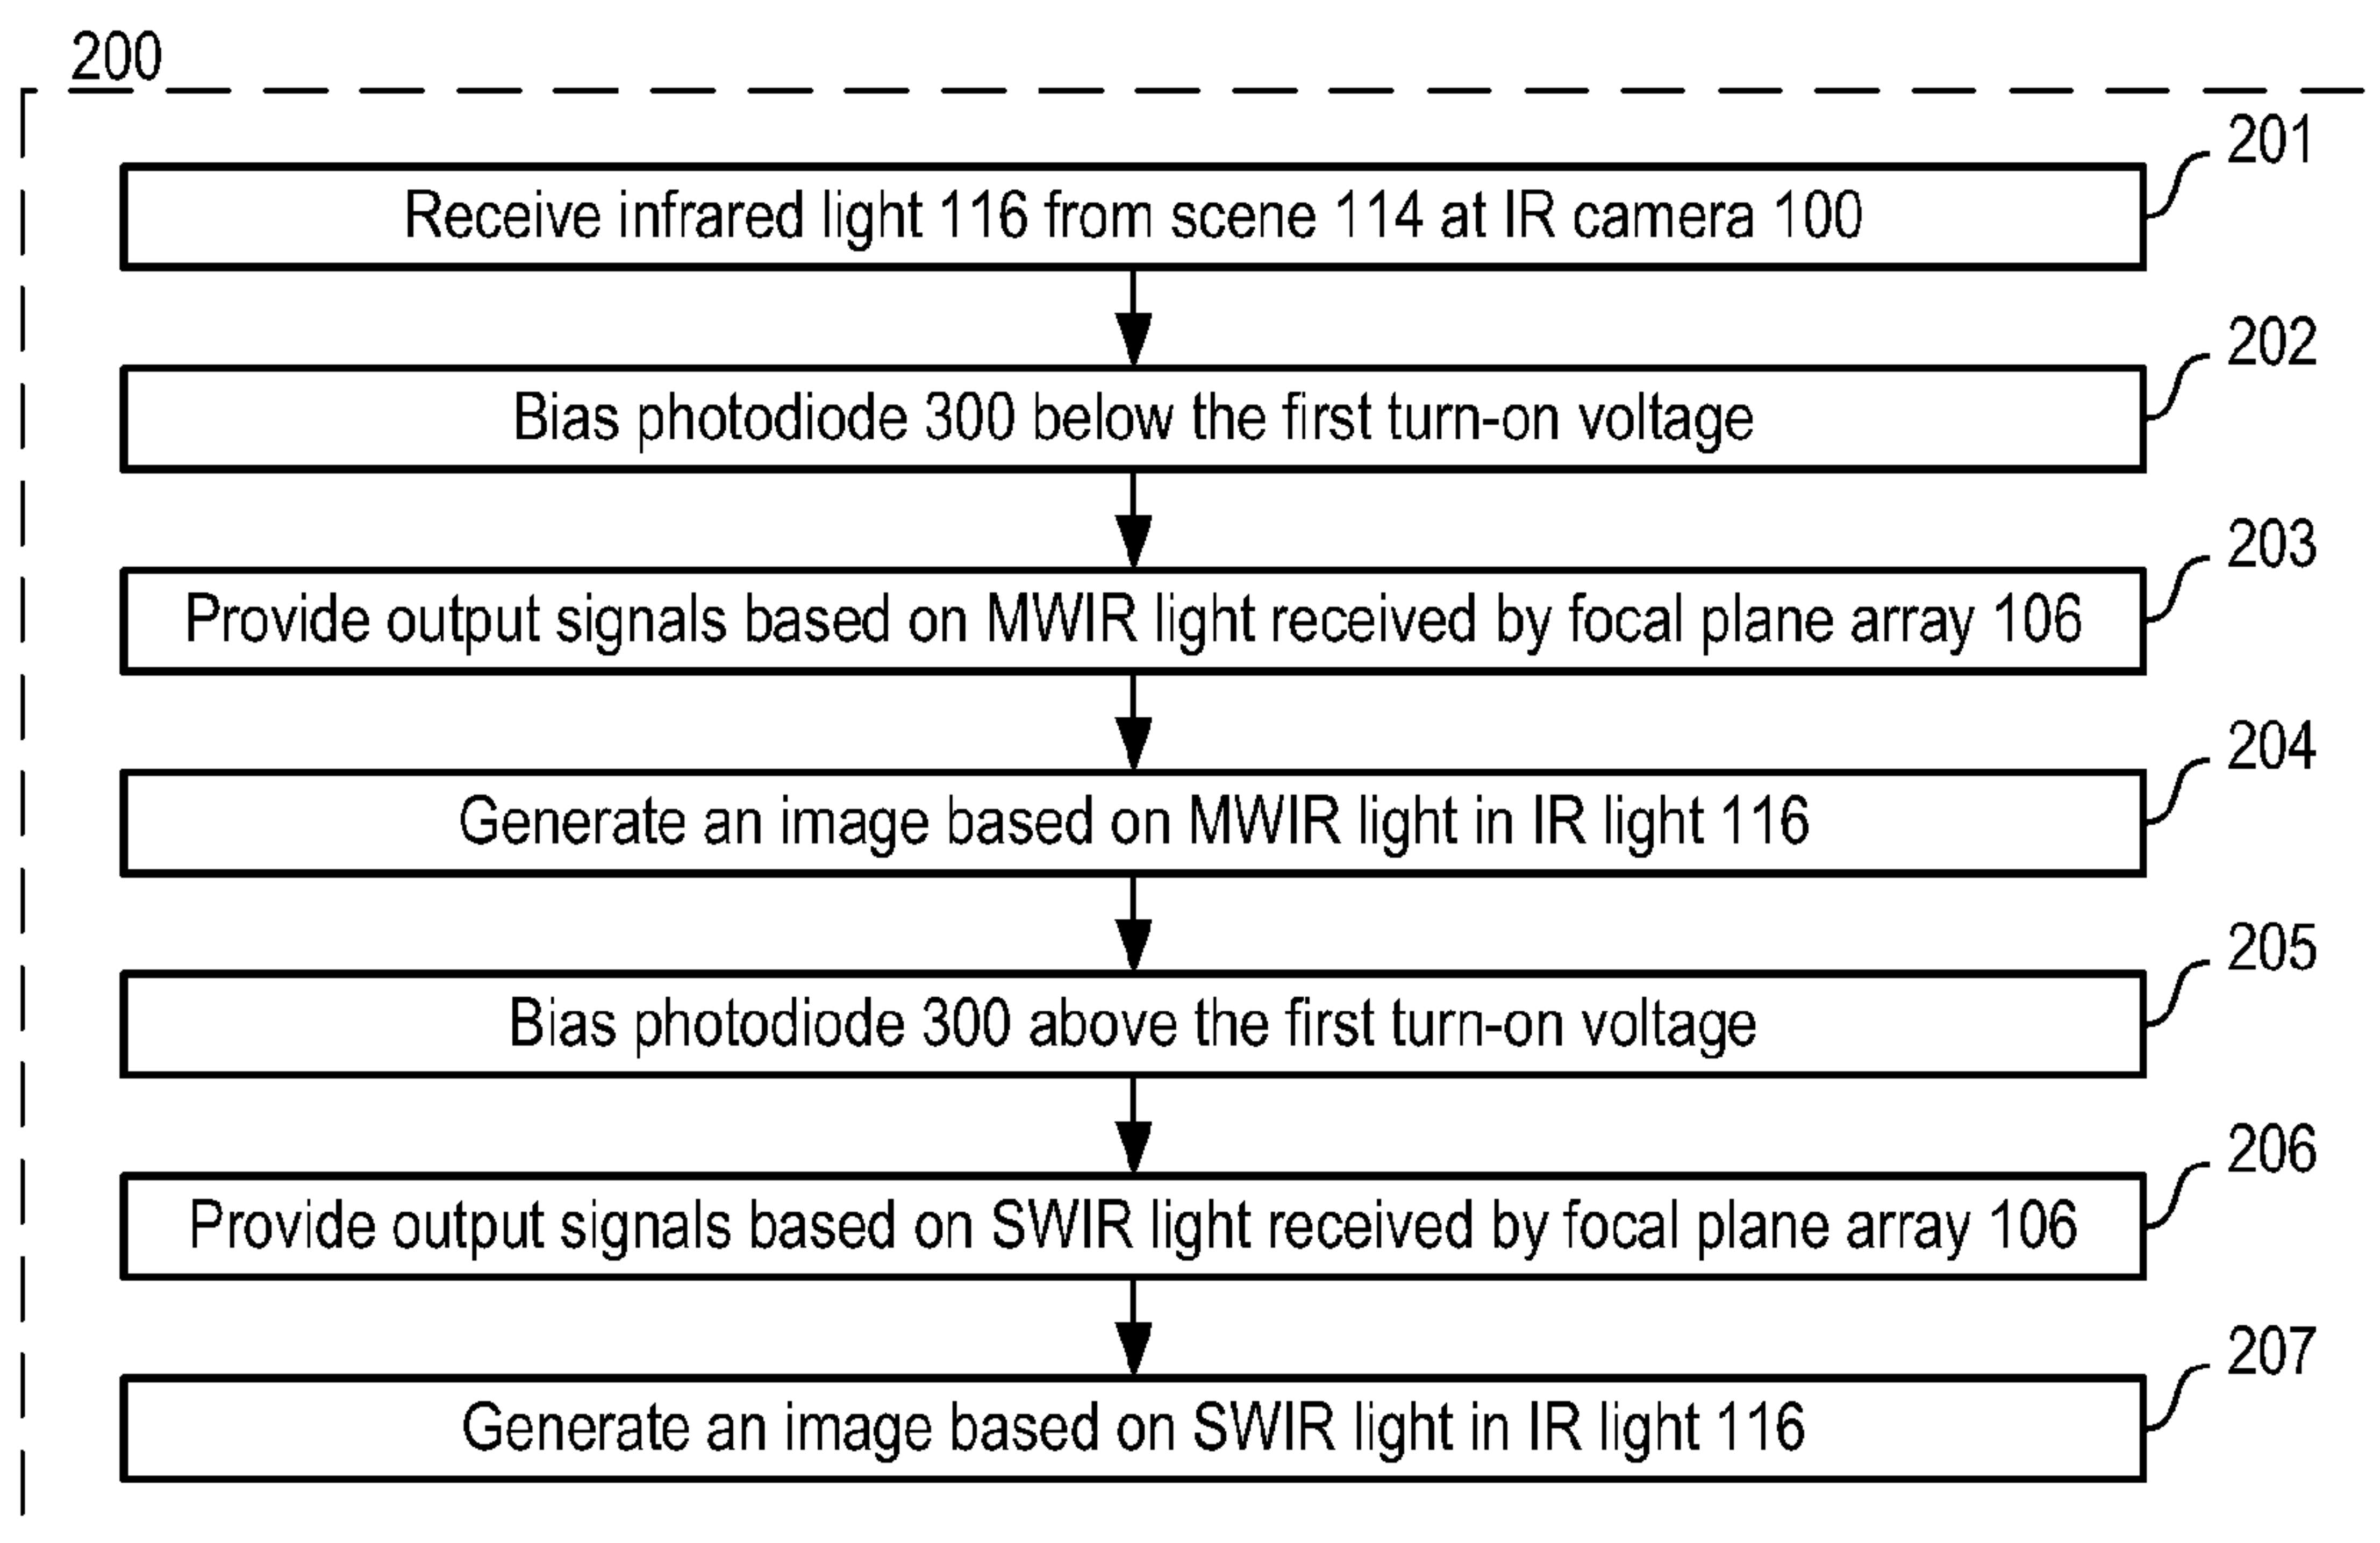 200
201
Receive infrared light 116 from scene 114 at IR camera 100
202
Bias photodiode 300 below the first turn-on voltage
203
Provide output signals based on MWIR light received by focal plane array 106
204
Generate an image based on MWIR light in IR light 116
205
Bias photodiode 300 above the first turn-on voltage
206
Provide output signals based on SWIR light received by focal plane array 106
207
Generate an image based on SWIR light in IR light 116